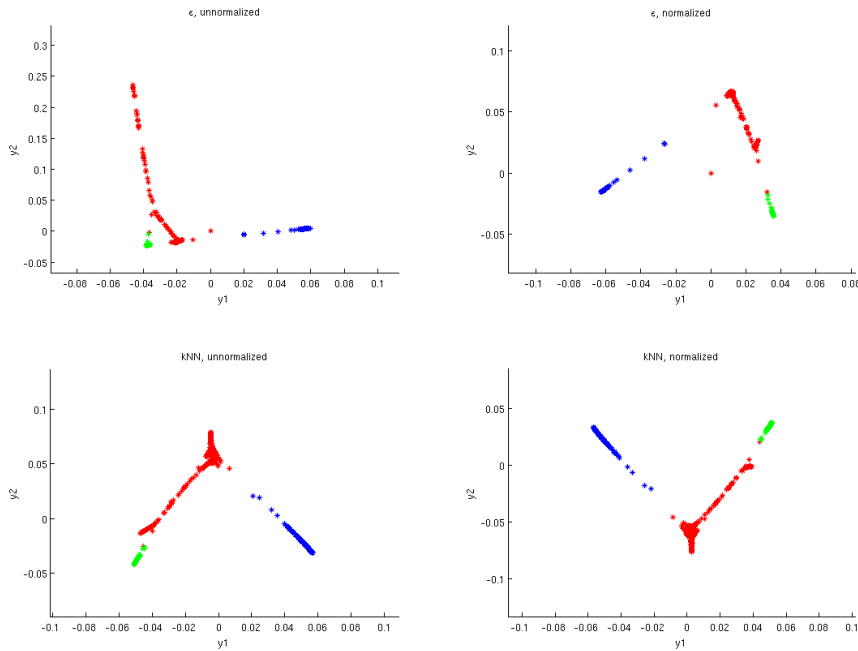 ϵ, unnormalized
0.3
0.25
0.2
0.15
0.1
0.05
0
-0.05
y2
-0.08 -0.06 -0.04 -0.02 0 0.02 0.04 0.06 0.08 0.1
y1
ϵ, normalized
0.1
0.05
0
-0.05
y2
-0.1 -0.08 -0.06 -0.04 -0.02 0 0.02 0.04 0.06 0.08
y1
kNN, unnormalized
0.1
0.05
0
-0.05
y2
-0.1 -0.08 -0.06 -0.04 -0.02 0 0.02 0.04 0.06 0.08 0.1
y1
kNN, normalized
0.05
0
-0.05
-0.1
y2
-0.1 -0.08 -0.06 -0.04 -0.02 0 0.02 0.04 0.06 0.08 0.1
y1